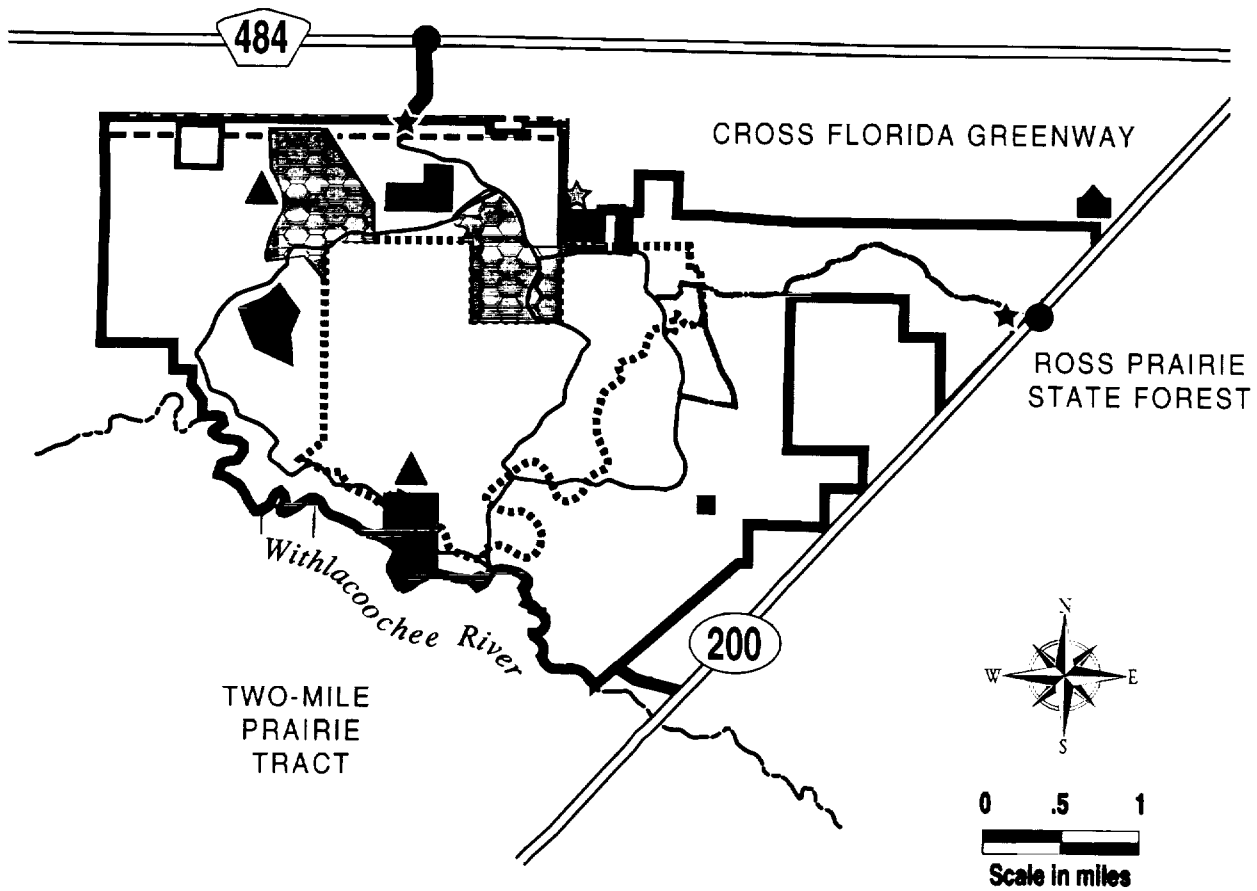 484
CROSS FLORIDA GREENWAY
ROSS PRAIRIE
STATE FOREST
Withlacoochee River
200
TWO-MILE
PRAIRIE
TRACT
N
W E
S
0 .5 1
Scale in miles